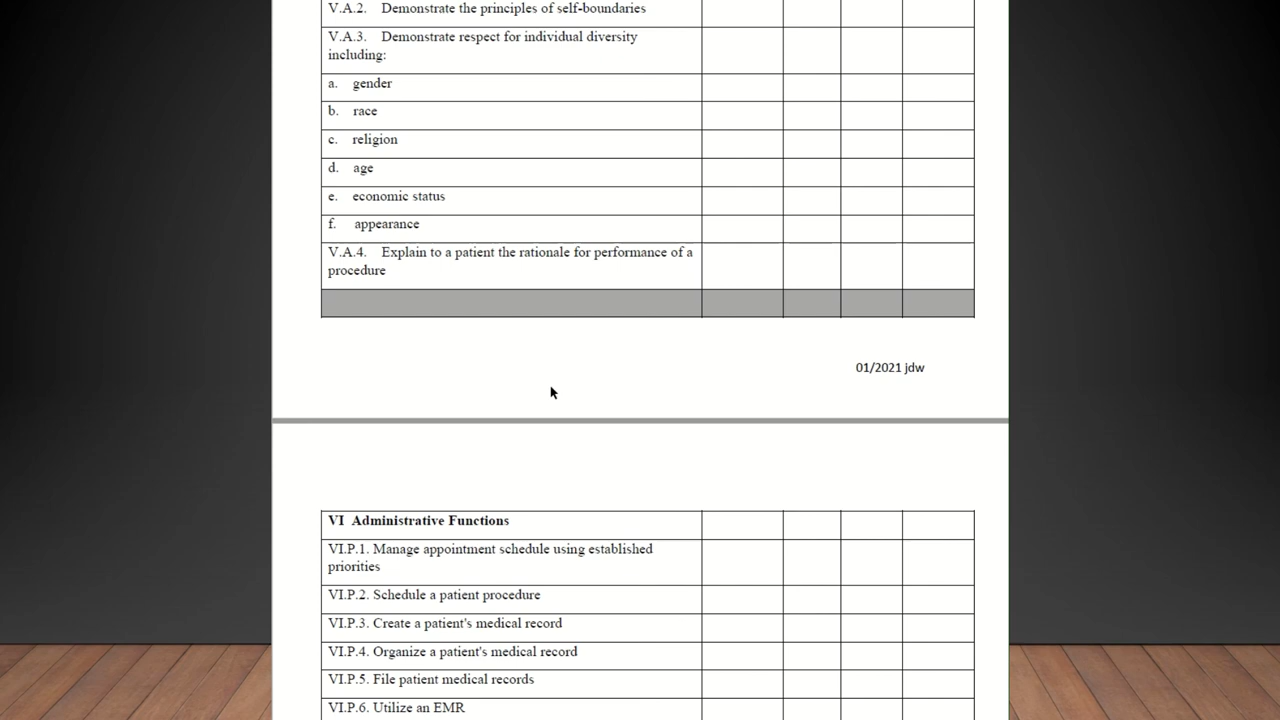 V.A.2. Demonstrate the principles of self-boundaries
V.A.3. Demonstrate respect for individual diversity
including:
a. gender
b. race
c. religion
d. age
e. economic status
f. appearance
V.A.4. Explain to a patient the rationale for performance of a
procedure
01/2021 jdw
VI Administrative Functions
VI.P.1. Manage appointment schedule using established
priorities
VI.P.2. Schedule a patient procedure
VI.P.3. Create a patient's medical record
VI.P.4. Organize a patient's medical record
VI.P.5. File patient medical records
VI.P.6. Utilize an EMR